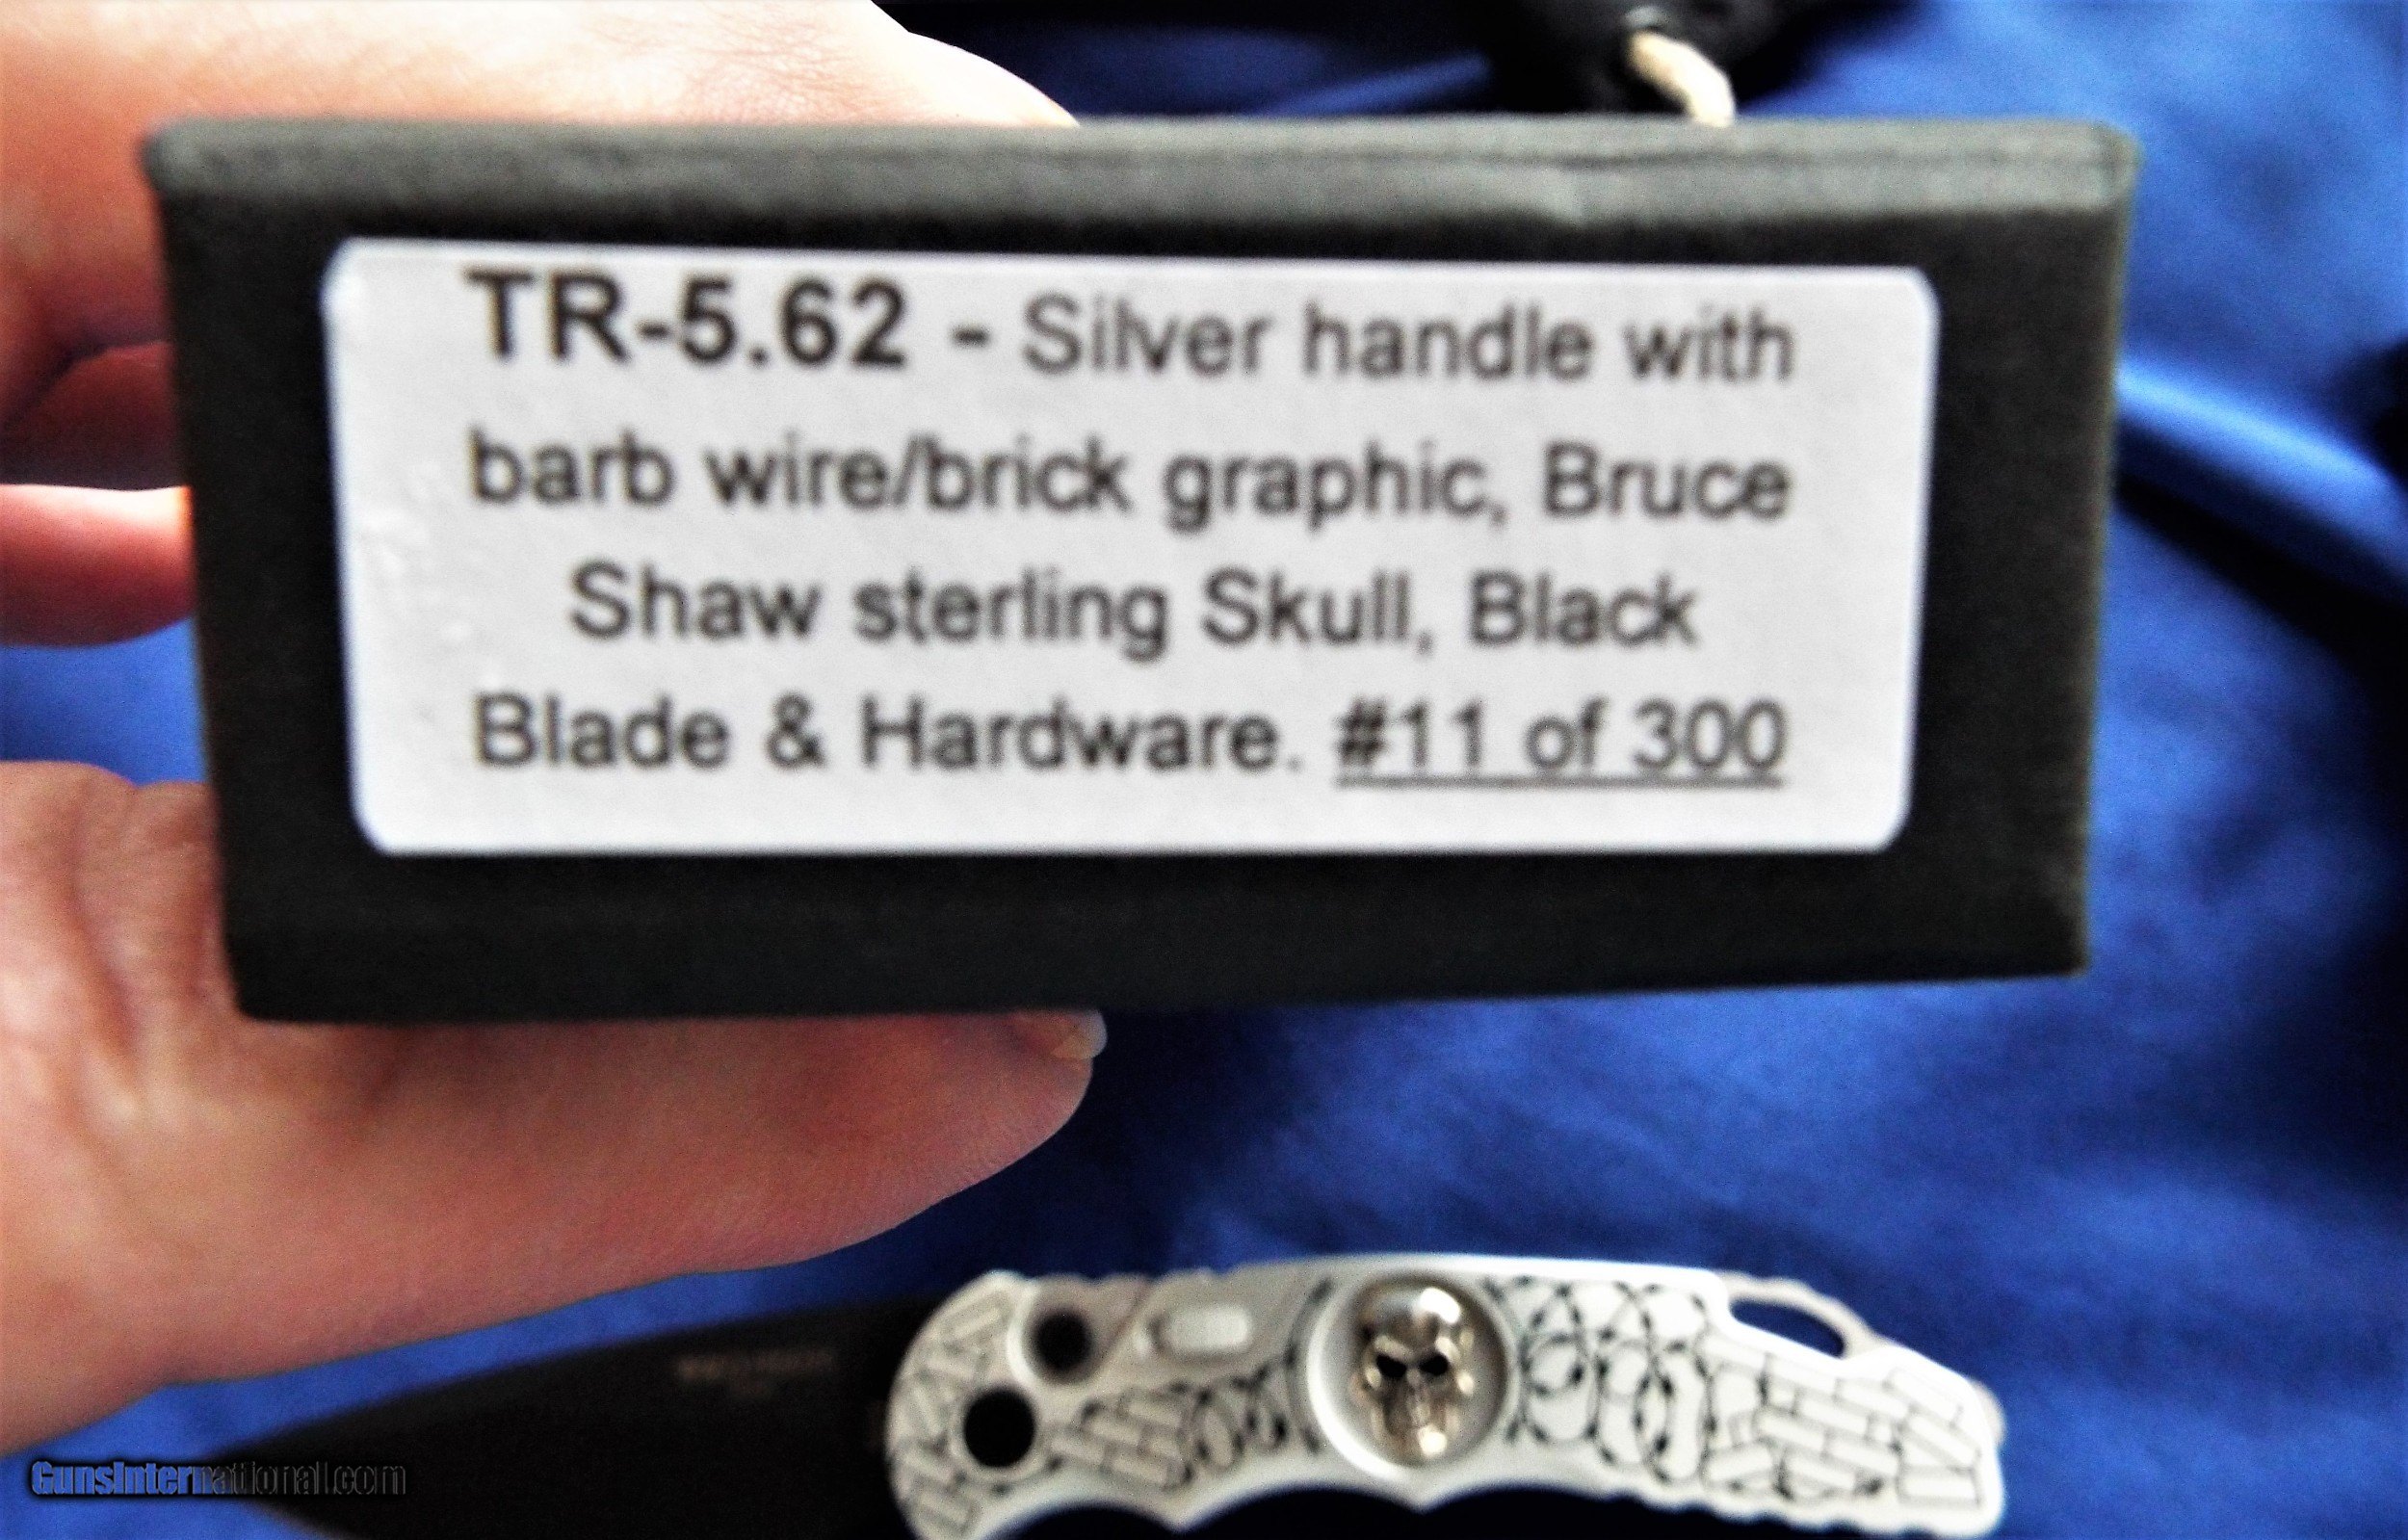 TR-5.62 - Silver handle with
barb wire/brick graphic, Bruce
Shaw sterling Skull, Black
Blade & Hardware. #11 of 300
GunsInternational.com